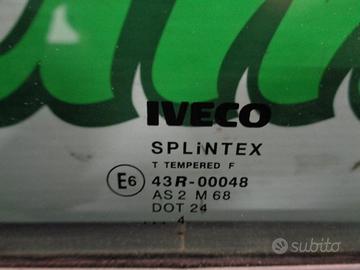 IVECO
SPLiNTEX
T TEMPERED F
E6 43R-00048
AS 2 M 68
DOT 24
... 4
subito